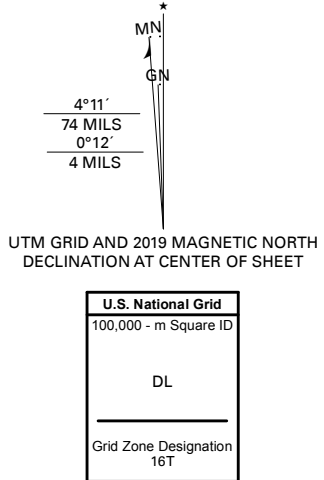 ★
MN
GN
4°11´
74 MILS
0°12´
4 MILS
UTM GRID AND 2019 MAGNETIC NORTH
DECLINATION AT CENTER OF SHEET
U.S. National Grid
100,000 - m Square ID
DL
Grid Zone Designation
16T